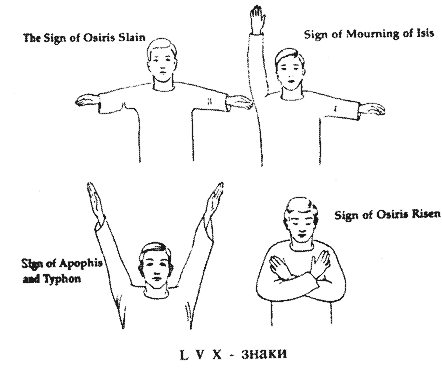 The Sign of Osiris Slain
Sign of Mourning of Isis
Sign of Apophis
and Typhon
Sign of Osiris Risen
L V X - знаки